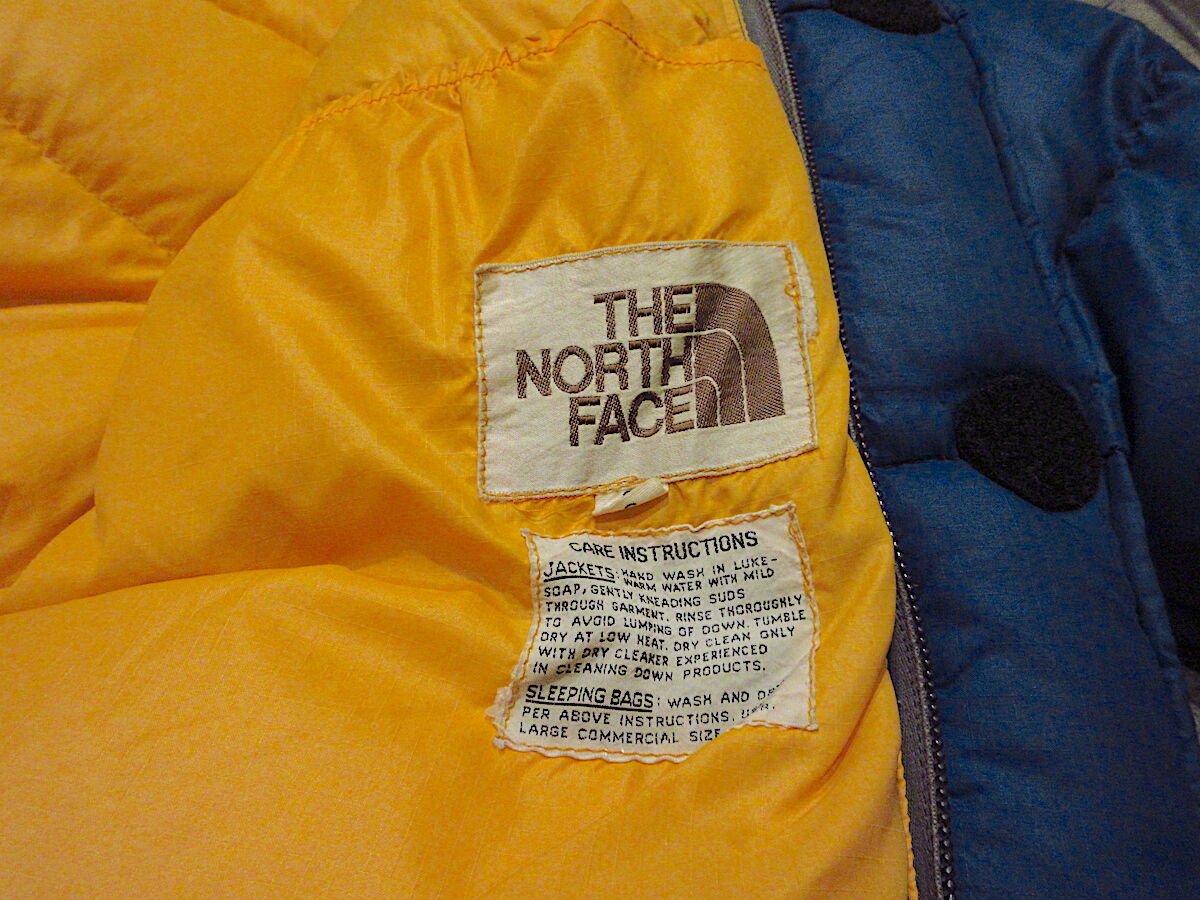 THE
NORTH
FACE
CARE INSTRUCTIONS
JACKETS: HAND WASH IN LUKE-
WARM WATER WITH MILD
SOAP, GENTLY KNEADING SUDS
THROUGH GARMENT. RINSE THOROUGHLY
TO AVOID LUMPING OF DOWN. TUMBLE
DRY AT LOW HEAT. DRY CLEAN ONLY
WITH DRY CLEANER EXPERIENCED
IN CLEANING DOWN PRODUCTS.
SLEEPING BAGS: WASH AND
PER ABOVE INSTRUCTIONS.
LARGE COMMERCIAL SIZE